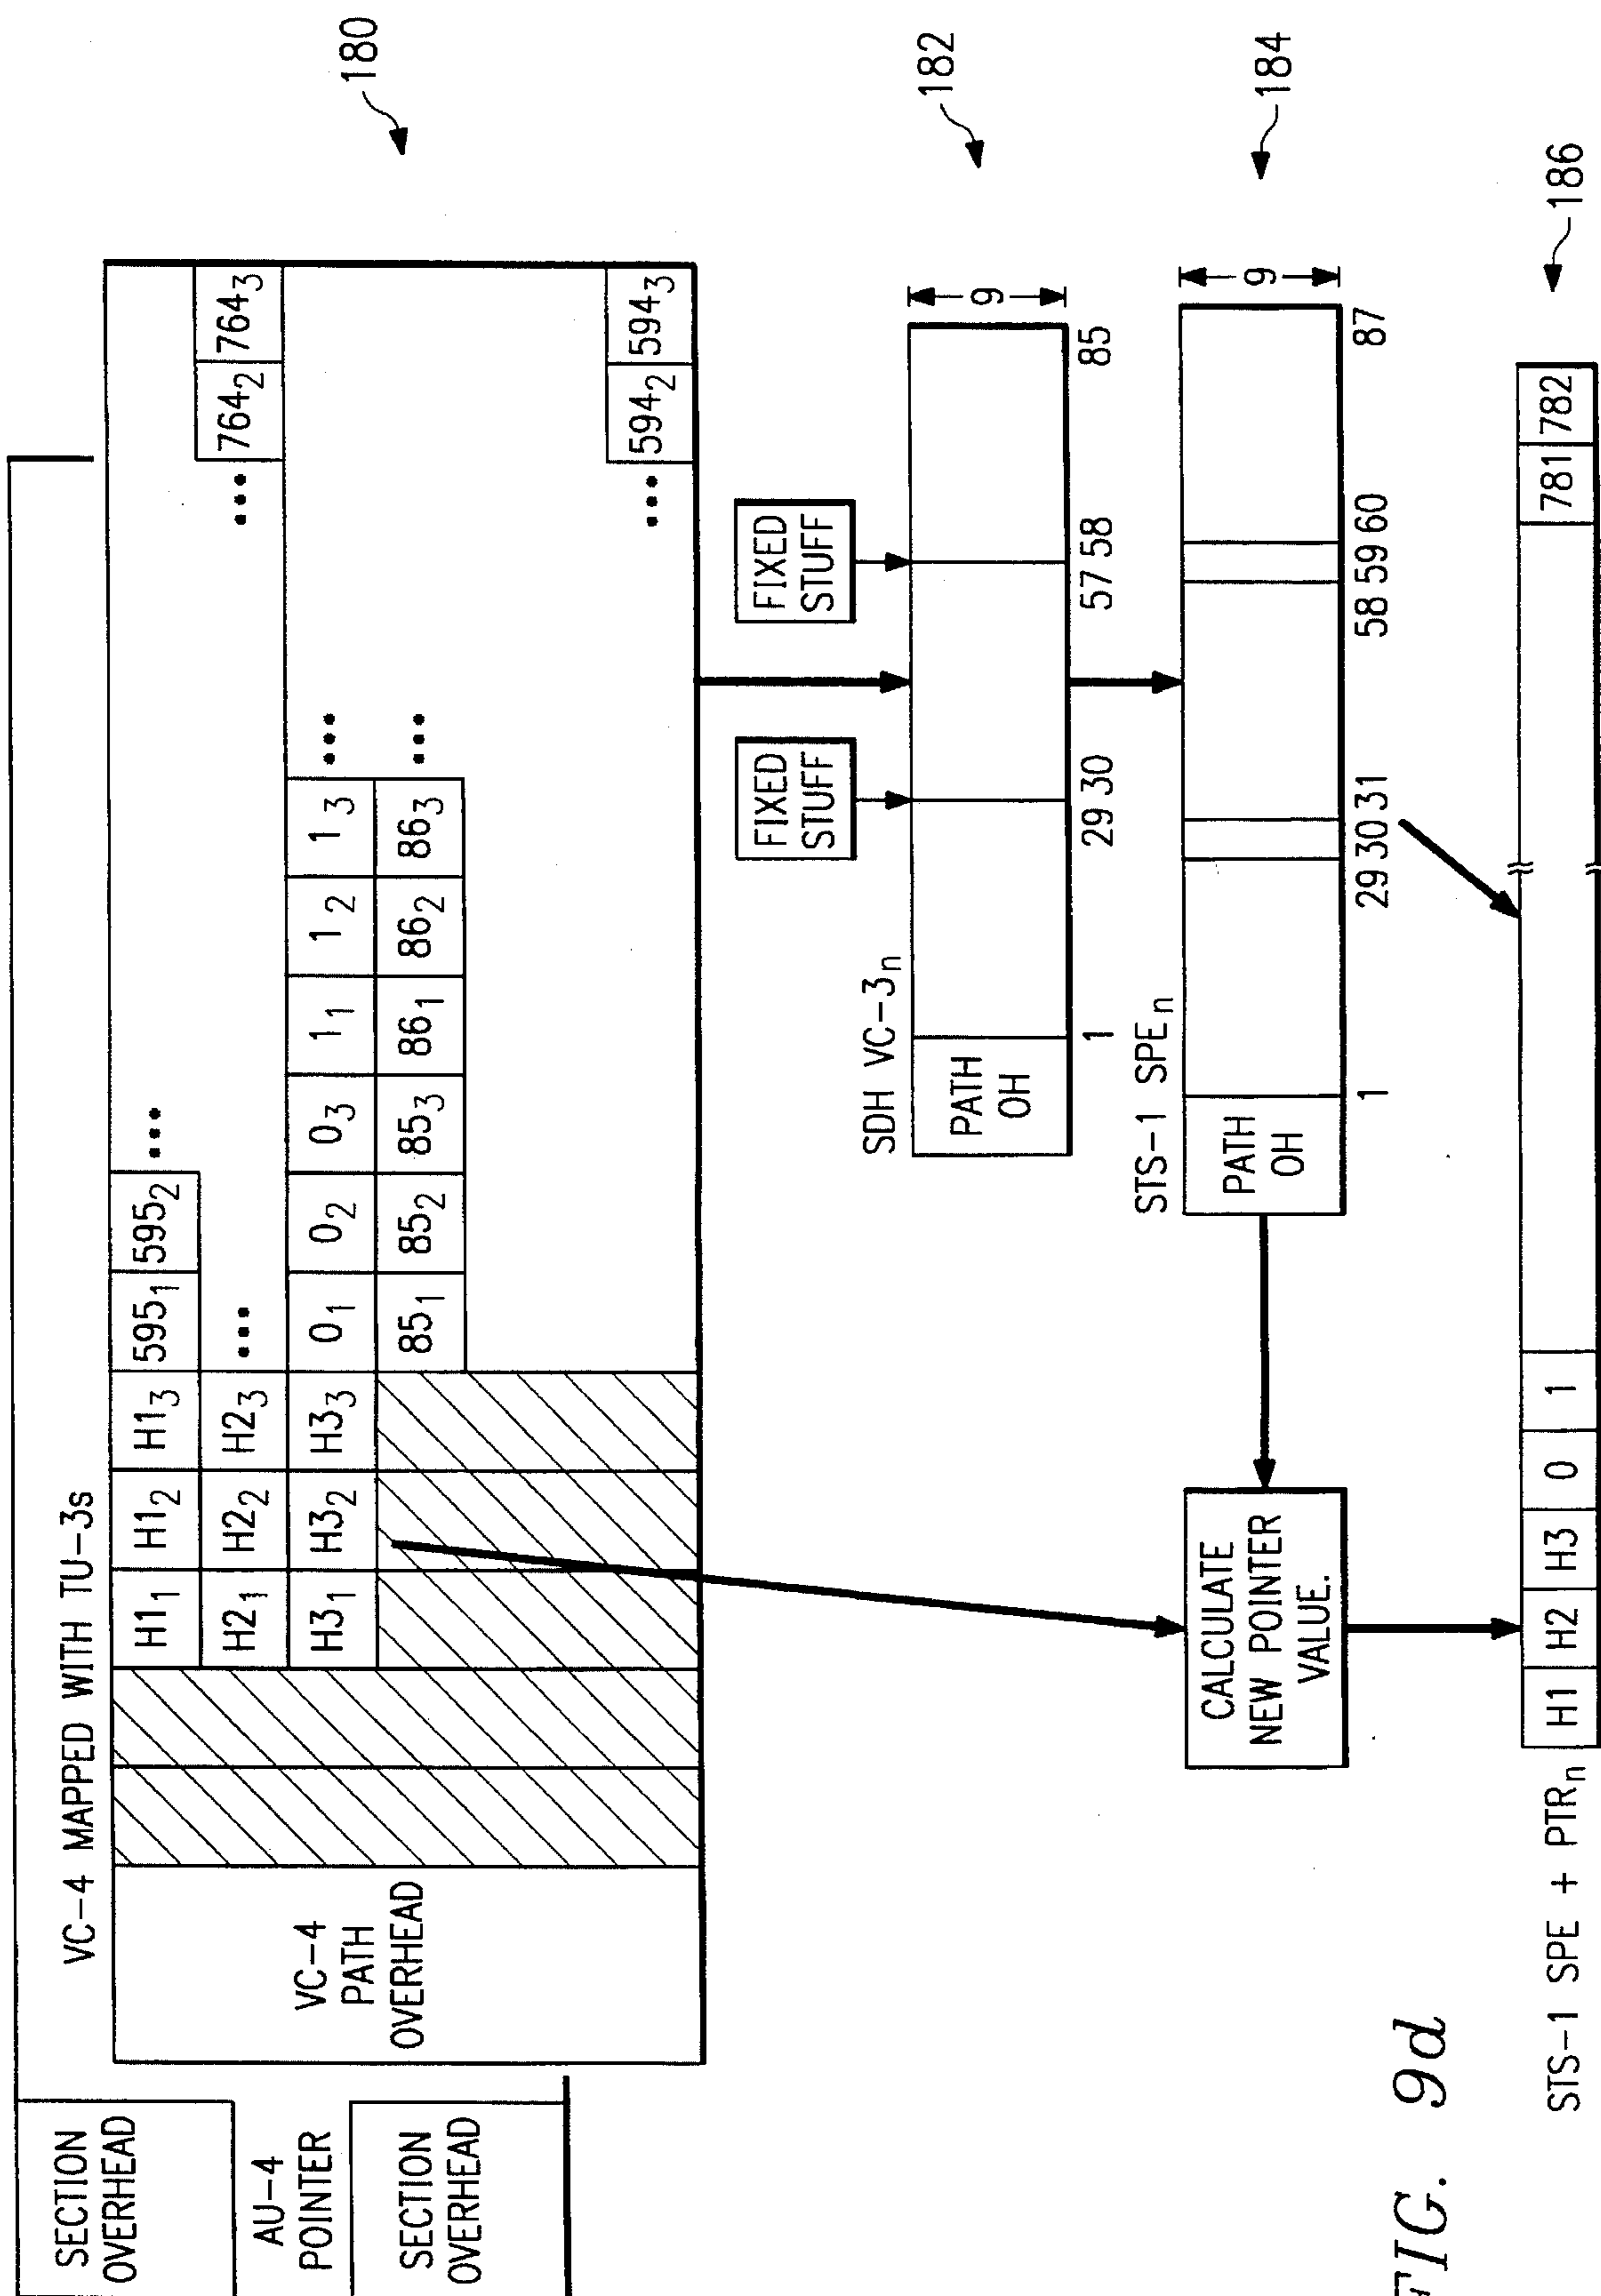 SECTION
OVERHEAD
AU-4
POINTER
SECTION
OVERHEAD
VC-4 MAPPED WITH TU-3s
VC-4
PATH
OVERHEAD
H1₁ H1₂ H1₃ 595₁ 595₂ •••
H2₁ H2₂ H2₃ ••• ••• 764₂ 764₃
H3₁ H3₂ H3₃ 0₁ 0₂ 0₃ 1₁ 1₂ 1₃ •••
85₁ 85₂ 85₃ 86₁ 86₂ 86₃ •••
••• 594₂ 594₃
180
FIXED
STUFF
FIXED
STUFF
SDH VC-3ₙ
PATH
OH
9
1 29 30 57 58 85
182
STS-1 SPEₙ
PATH
OH
9
1 29 30 31 58 59 60 87
184
CALCULATE
NEW POINTER
VALUE.
STS-1 SPE + PTRₙ
H1 H2 H3 0 1 781 782
186
FIG. 9d